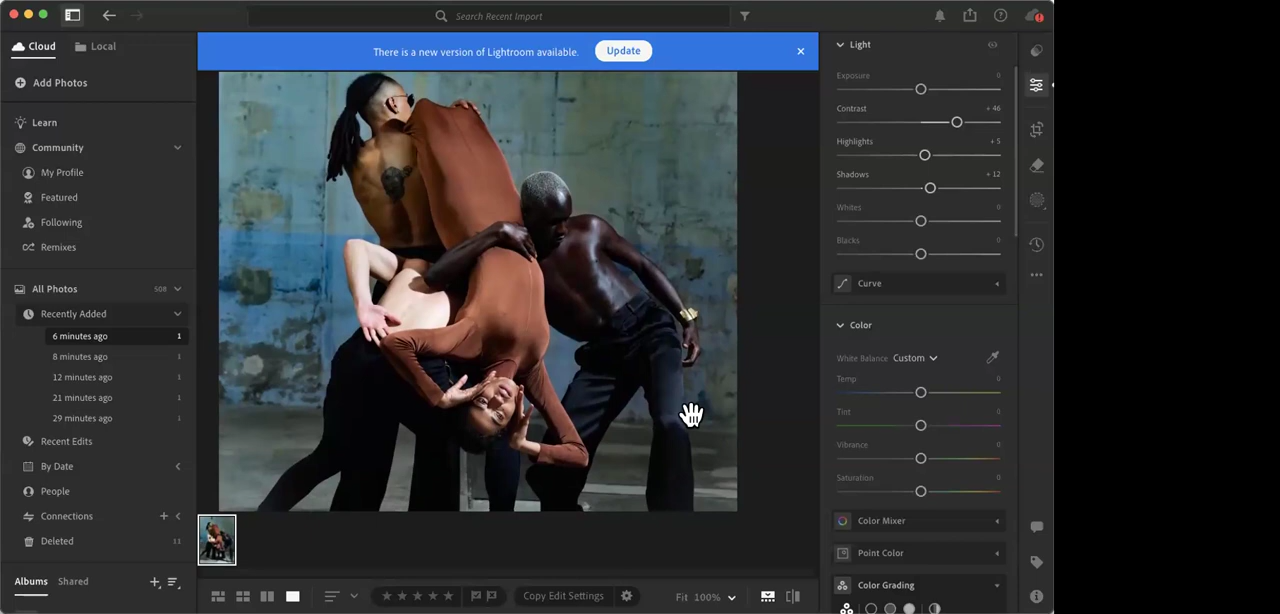 Search Recent Import
Cloud
Local
There is a new version of Lightroom available.
Update
Add Photos
Learn
Community
My Profile
Featured
Following
Remixes
All Photos 508
Recently Added
6 minutes ago 1
8 minutes ago 1
12 minutes ago 1
21 minutes ago 1
29 minutes ago 1
Recent Edits
By Date
People
Connections
Deleted 11
Albums Shared
Copy Edit Settings
Fit 100%
Light
Exposure 0
Contrast + 46
Highlights + 5
Shadows + 12
Whites 0
Blacks 0
Curve
Color
White Balance Custom
Temp 0
Tint 0
Vibrance 0
Saturation 0
Color Mixer
Point Color
Color Grading